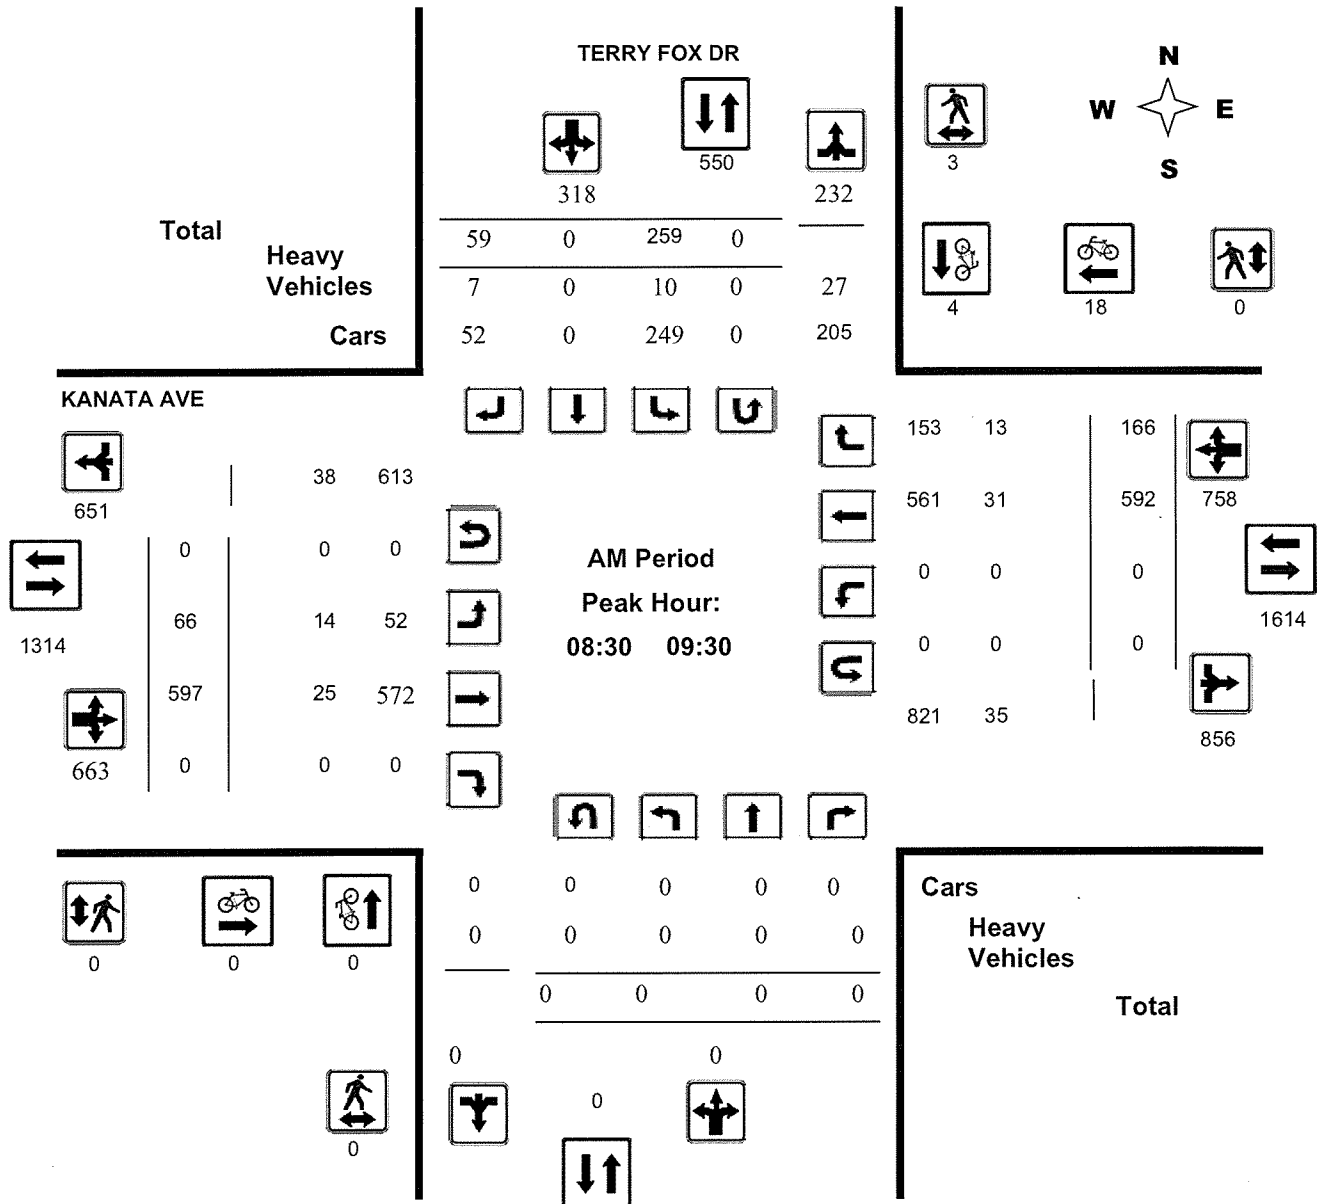 TERRY FOX DR
N
W E
S
318 550 232 3
Total 59 0 259 0
Heavy
Vehicles 7 0 10 0 27 4 18 0
Cars 52 0 249 0 205
KANATA AVE
153 13 166
651 38 613
561 31 592 758
0 0 0
AM Period
Peak Hour:
08:30 09:30
0 0 0
1314 66 14 52
0 0 0 1614
597 25 572
821 35 856
663 0 0 0
0 0 0 0 0 Cars
0 0 0 0 0 Heavy
Vehicles
0 0 0
0 0 0 0 Total
0 0
0
0